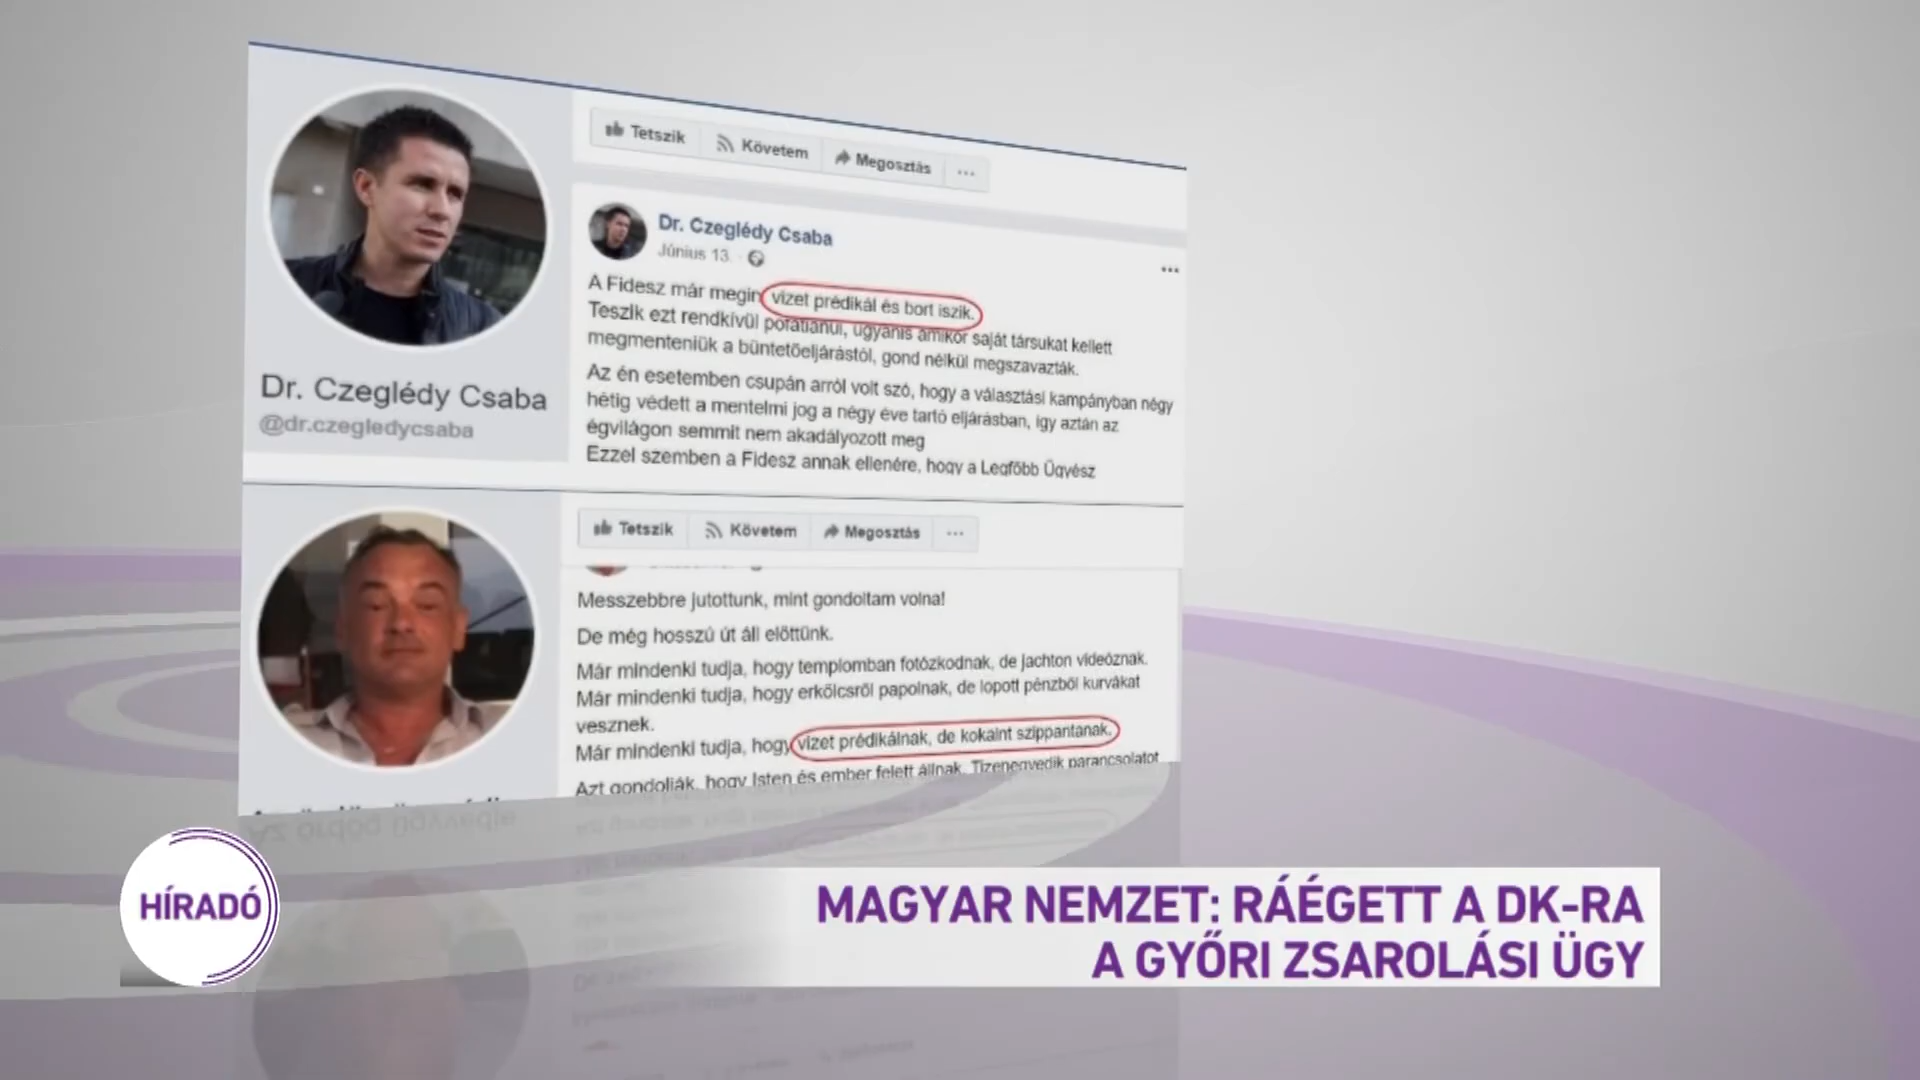 Tetszik Követem Megosztás ...
Dr. Czeglédy Csaba
Június 13.
A Fidesz már megin vizet prédikál és bort iszik.
Teszik ezt rendkívül pofátlanul, ugyanis amikor saját társukat kellett
megmenteniük a büntetőeljárástól, gond nélkül megszavazták.
Az én esetemben csupán arról volt szó, hogy a választási kampányban négy
hétig védett a mentelmi jog a négy éve tartó eljárásban, így aztán az
égvilágon semmit nem akadályozott meg
Ezzel szemben a Fidesz annak ellenére, hogy a Legfőbb Ügyész
Dr. Czeglédy Csaba
@dr.czegledycsaba
Tetszik Követem Megosztás ...
Messzebbre jutottunk, mint gondoltam volna!
De még hosszú út áll előttünk.
Már mindenki tudja, hogy templomban fotózkodnak, de jachton videóznak.
Már mindenki tudja, hogy erkölcsről papolnak, de lopott pénzből kurvákat
vesznek.
Már mindenki tudja, hogy vizet prédikálnak, de kokaint szippantanak.
Azt gondolják, hogy Isten és ember felett állnak. Tizenegyedik parancsolatot
HÍRADÓ
MAGYAR NEMZET: RÁÉGETT A DK-RA
A GYŐRI ZSAROLÁSI ÜGY